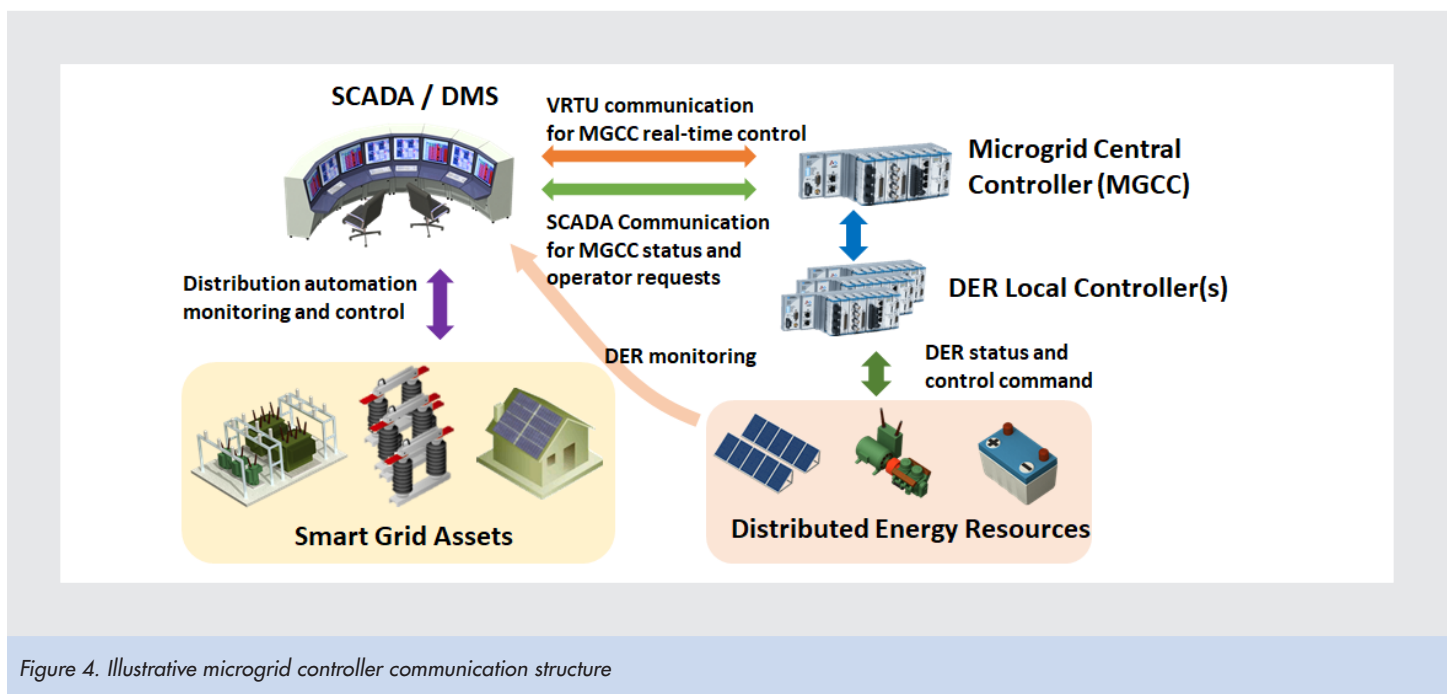 SCADA / DMS
VRTU communication
for MGCC real-time control
Microgrid Central
Controller (MGCC)
SCADA Communication
for MGCC status and
operator requests
Distribution automation
monitoring and control
DER Local Controller(s)
DER monitoring
DER status and
control command
Smart Grid Assets
Distributed Energy Resources
Figure 4. Illustrative microgrid controller communication structure